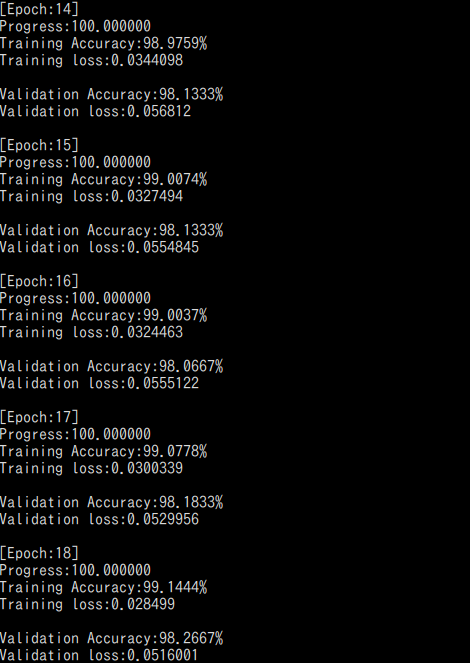 [Epoch:14]
Progress:100.000000
Training Accuracy:98.9759%
Training loss:0.0344098
Validation Accuracy:98.1333%
Validation loss:0.056812
[Epoch:15]
Progress:100.000000
Training Accuracy:99.0074%
Training loss:0.0327494
Validation Accuracy:98.1333%
Validation loss:0.0554845
[Epoch:16]
Progress:100.000000
Training Accuracy:99.0037%
Training loss:0.0324463
Validation Accuracy:98.0667%
Validation loss:0.0555122
[Epoch:17]
Progress:100.000000
Training Accuracy:99.0778%
Training loss:0.0300339
Validation Accuracy:98.1833%
Validation loss:0.0529956
[Epoch:18]
Progress:100.000000
Training Accuracy:99.1444%
Training loss:0.028499
Validation Accuracy:98.2667%
Validation loss:0.0516001